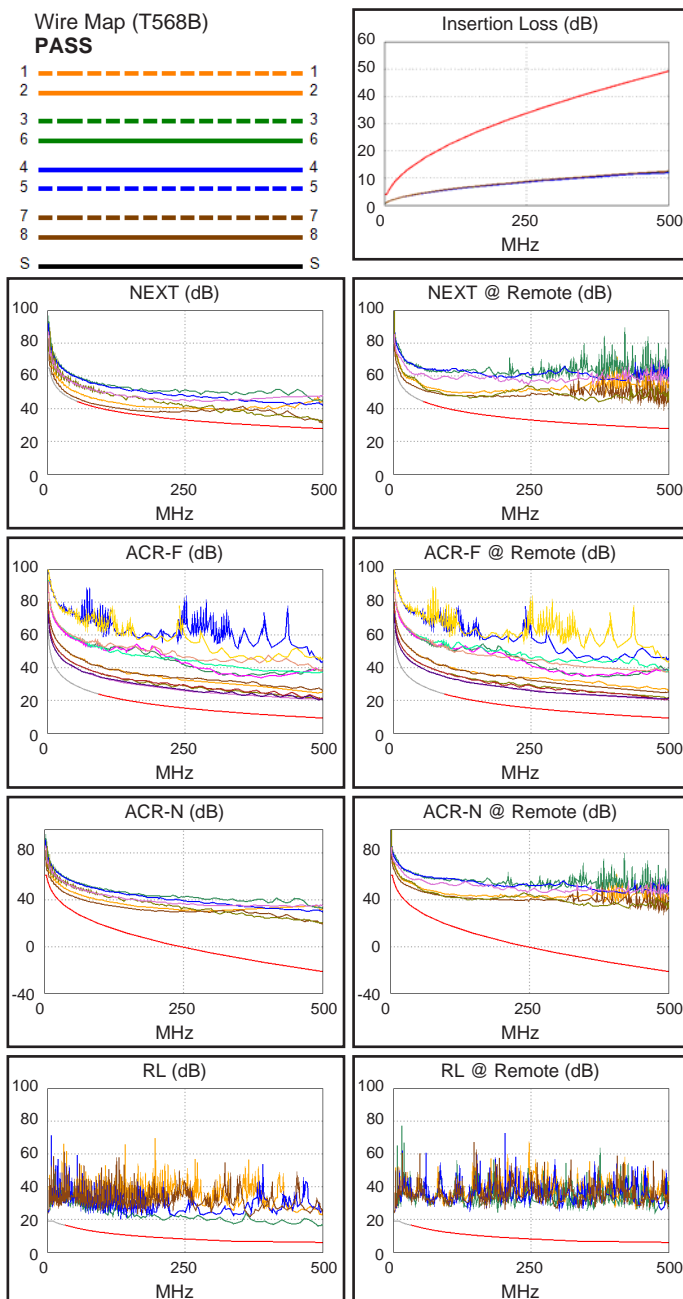 Wire Map (T568B)
PASS
1 1
2 2
3 3
6 6
4 4
5 5
7 7
8 8
S S
Insertion Loss (dB)
60
50
40
30
20
10
0
250 500
MHz
NEXT (dB)
100
80
60
40
20
0
0 250 500
MHz
NEXT @ Remote (dB)
100
80
60
40
20
0
0 250 500
MHz
ACR-F (dB)
100
80
60
40
20
0
0 250 500
MHz
ACR-F @ Remote (dB)
100
80
60
40
20
0
0 250 500
MHz
ACR-N (dB)
80
40
0
-40
0 250 500
MHz
ACR-N @ Remote (dB)
80
40
0
-40
0 250 500
MHz
RL (dB)
100
80
60
40
20
0
0 250 500
MHz
RL @ Remote (dB)
100
80
60
40
20
0
0 250 500
MHz